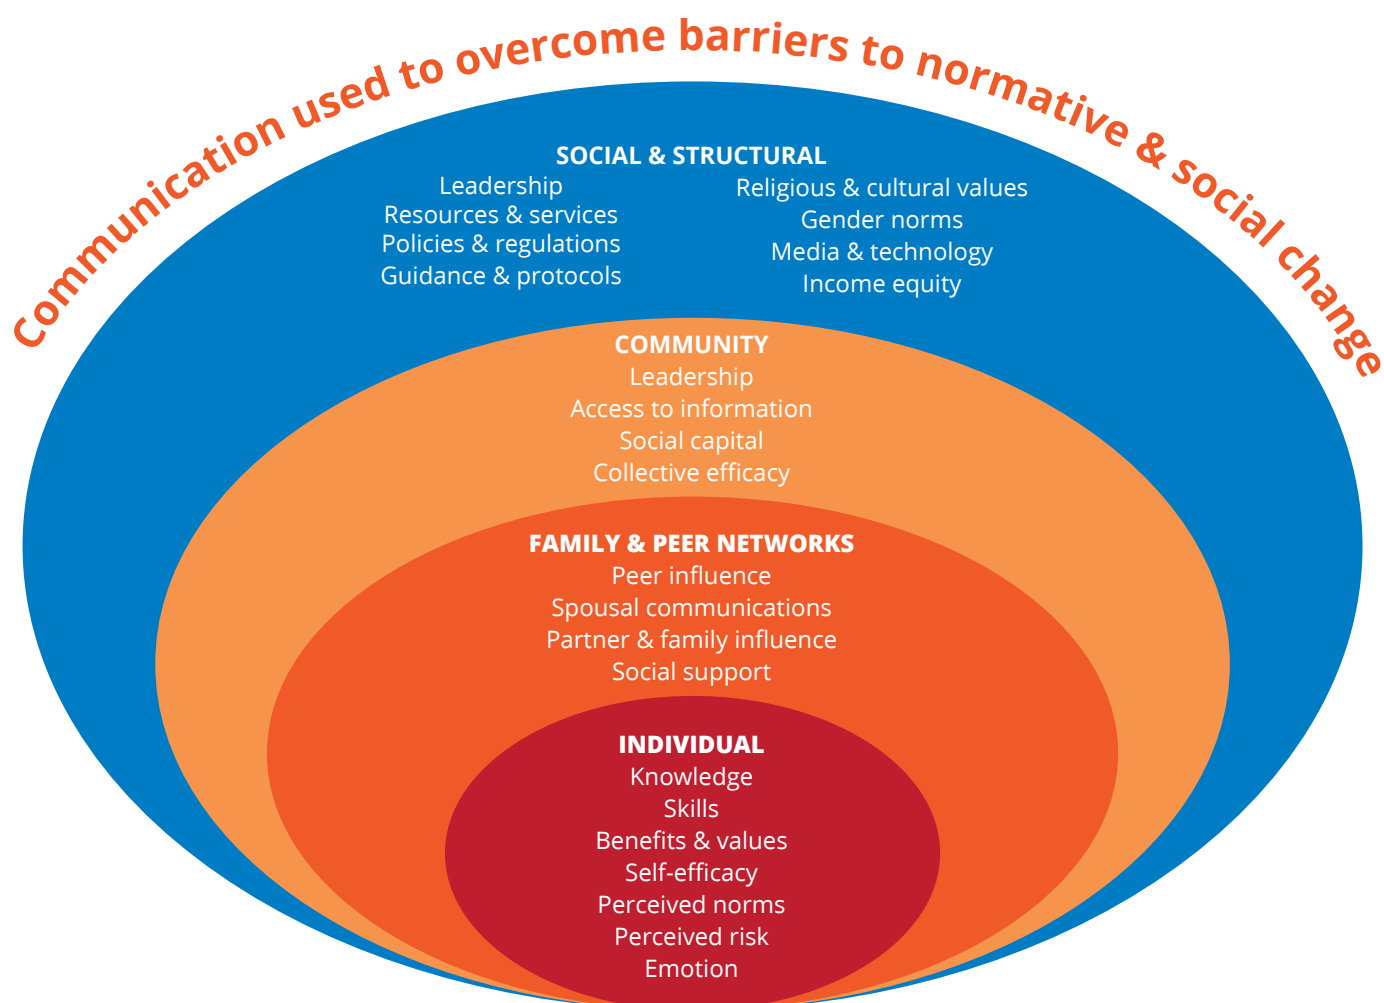 Communication used to overcome barriers to normative & social change
SOCIAL & STRUCTURAL
Leadership
Resources & services
Policies & regulations
Guidance & protocols
Religious & cultural values
Gender norms
Media & technology
Income equity
COMMUNITY
Leadership
Access to information
Social capital
Collective efficacy
FAMILY & PEER NETWORKS
Peer influence
Spousal communications
Partner & family influence
Social support
INDIVIDUAL
Knowledge
Skills
Benefits & values
Self-efficacy
Perceived norms
Perceived risk
Emotion